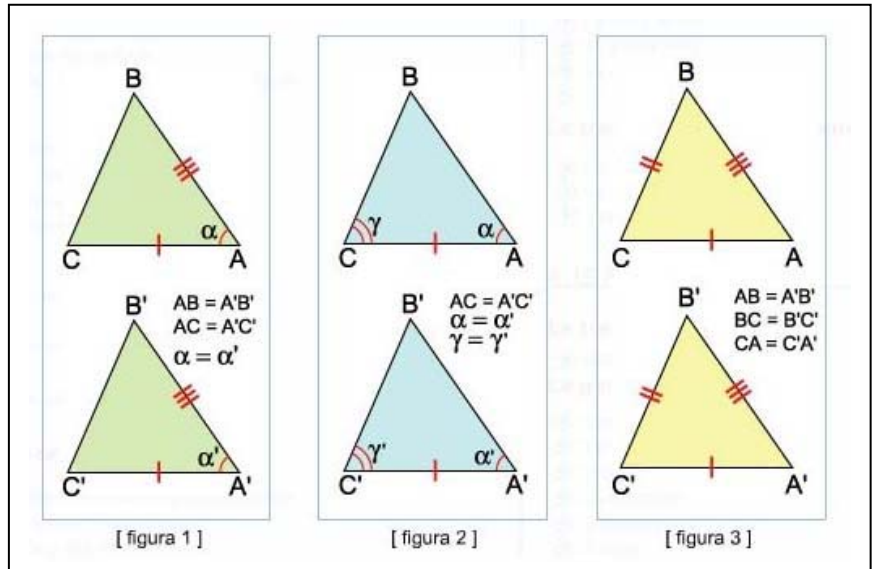 B
α
C
A
B'
AB = A'B'
AC = A'C'
α = α'
α'
C'
A'
[ figura 1 ]
B
γ
α
C
A
B'
AC = A'C'
α = α'
γ = γ'
γ'
α'
C'
A'
[ figura 2 ]
B
C
A
B'
AB = A'B'
BC = B'C'
CA = C'A'
C'
A'
[ figura 3 ]